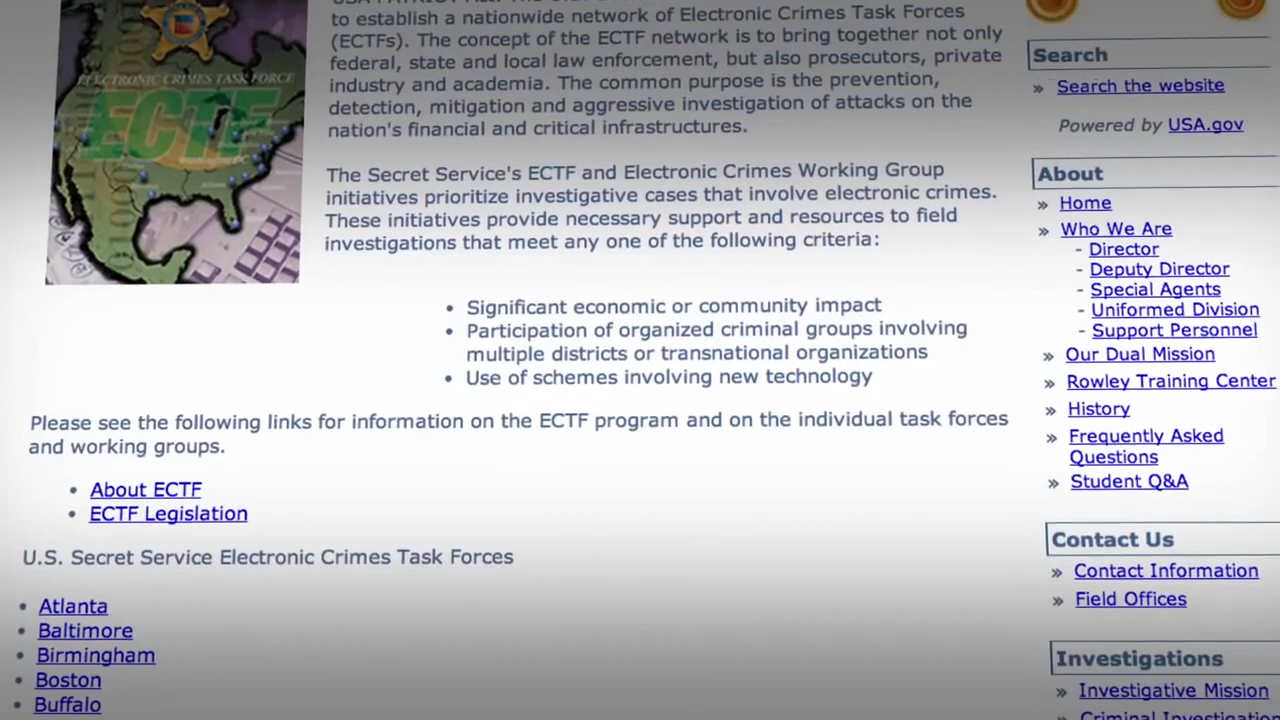 to establish a nationwide network of Electronic Crimes Task Forces
(ECTFs). The concept of the ECTF network is to bring together not only
federal, state and local law enforcement, but also prosecutors, private
industry and academia. The common purpose is the prevention,
detection, mitigation and aggressive investigation of attacks on the
nation's financial and critical infrastructures.
ELECTRONIC CRIMES TASK FORCE
ECTF
The Secret Service's ECTF and Electronic Crimes Working Group
initiatives prioritize investigative cases that involve electronic crimes.
These initiatives provide necessary support and resources to field
investigations that meet any one of the following criteria:
• Significant economic or community impact
• Participation of organized criminal groups involving
multiple districts or transnational organizations
• Use of schemes involving new technology
Please see the following links for information on the ECTF program and on the individual task forces
and working groups.
• About ECTF
• ECTF Legislation
U.S. Secret Service Electronic Crimes Task Forces
• Atlanta
• Baltimore
• Birmingham
• Boston
• Buffalo
Search
» Search the website
Powered by USA.gov
About
» Home
» Who We Are
- Director
- Deputy Director
- Special Agents
- Uniformed Division
- Support Personnel
» Our Dual Mission
» Rowley Training Center
» History
» Frequently Asked
Questions
» Student Q&A
Contact Us
» Contact Information
» Field Offices
Investigations
» Investigative Mission